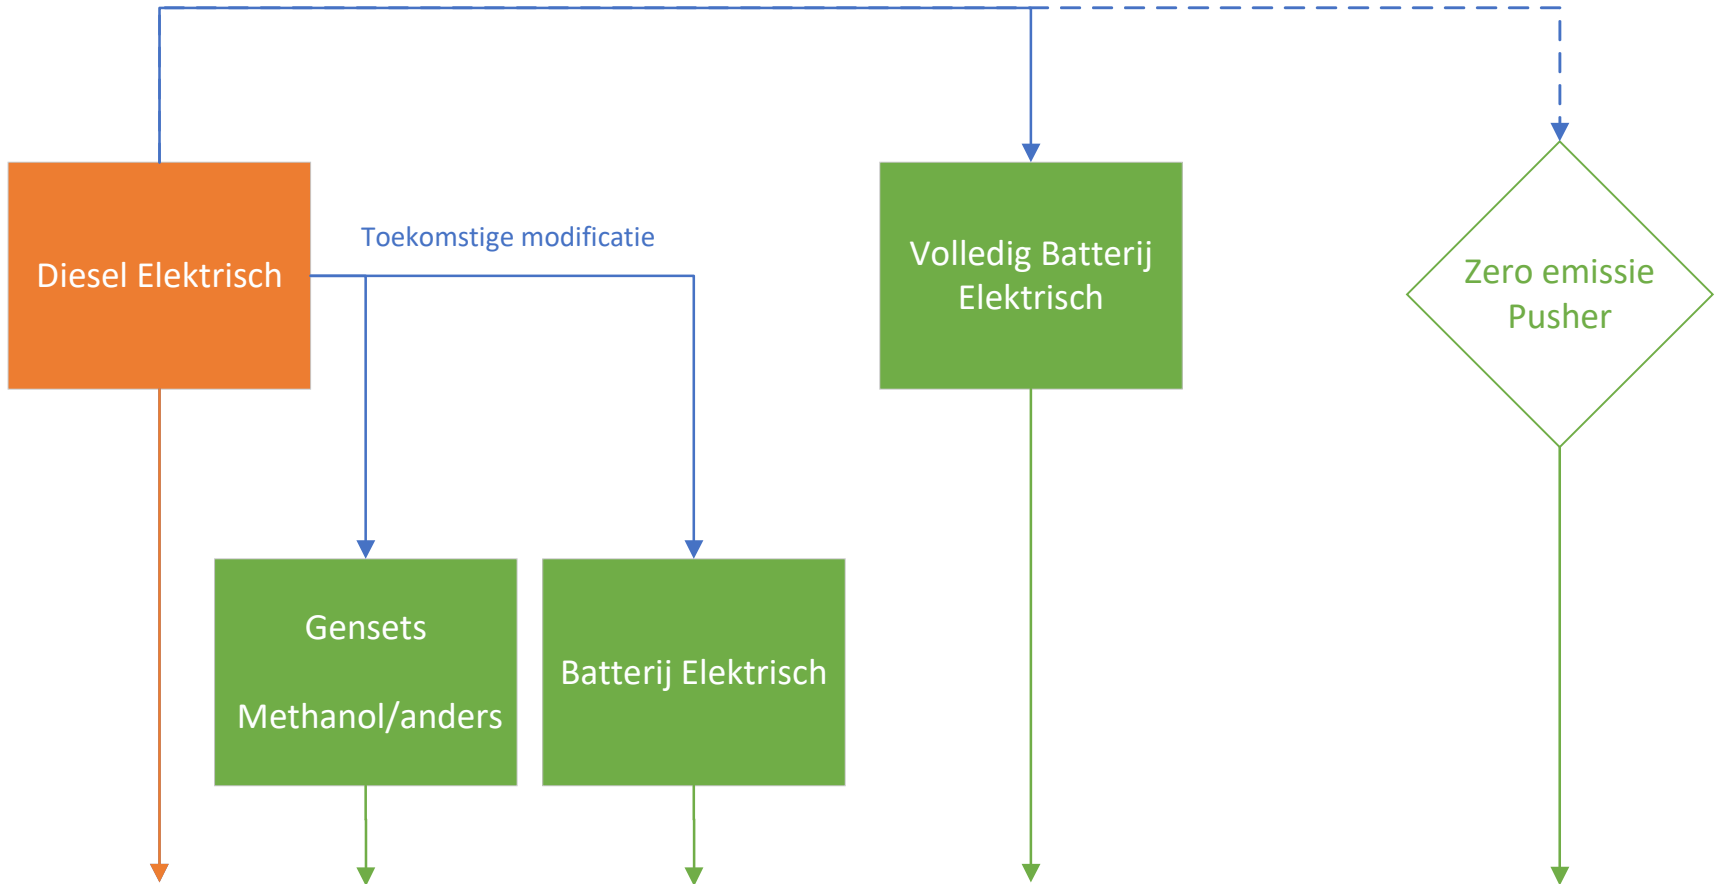 Diesel Elektrisch
Toekomstige modificatie
Volledig Batterij
Elektrisch
Zero emissie
Pusher
Gensets
Methanol/anders
Batterij Elektrisch